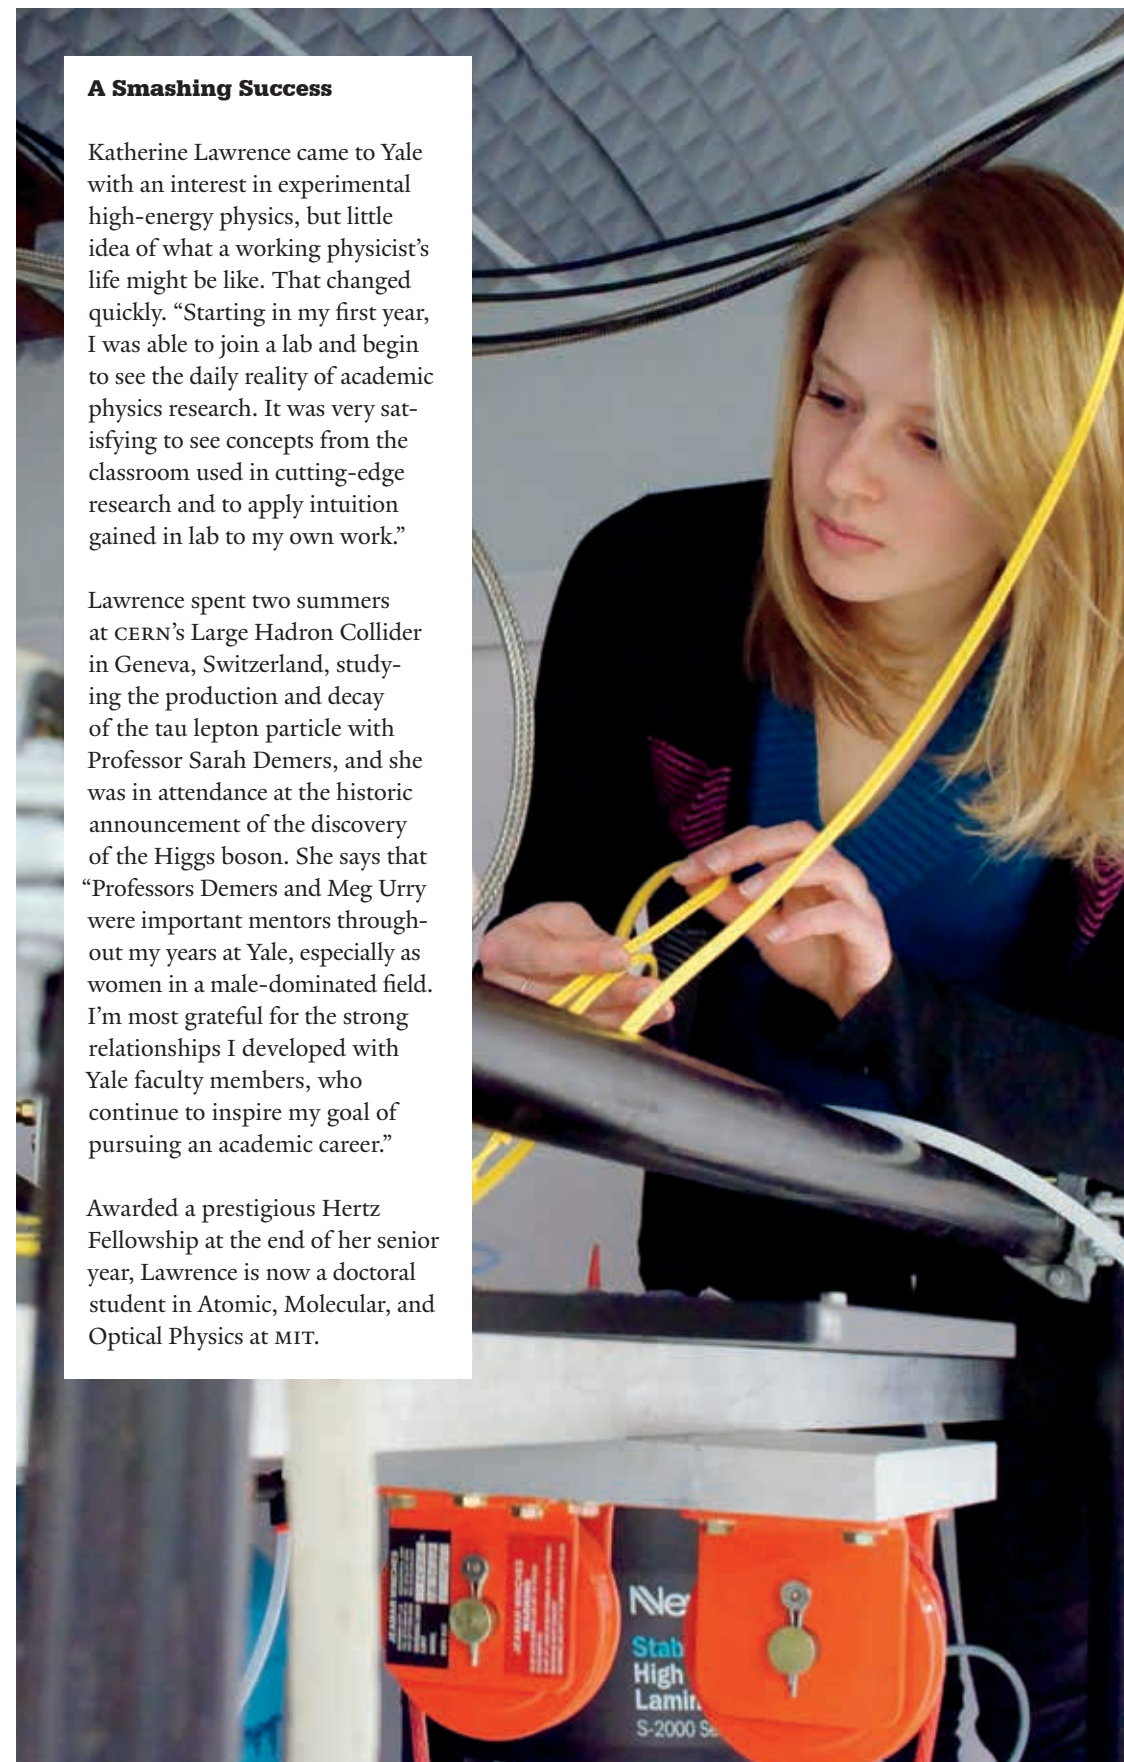 A Smashing Success
Katherine Lawrence came to Yale
with an interest in experimental
high-energy physics, but little
idea of what a working physicist’s
life might be like. That changed
quickly. “Starting in my first year,
I was able to join a lab and begin
to see the daily reality of academic
physics research. It was very sat-
isfying to see concepts from the
classroom used in cutting-edge
research and to apply intuition
gained in lab to my own work.”
Lawrence spent two summers
at CERN’s Large Hadron Collider
in Geneva, Switzerland, study-
ing the production and decay
of the tau lepton particle with
Professor Sarah Demers, and she
was in attendance at the historic
announcement of the discovery
of the Higgs boson. She says that
“Professors Demers and Meg Urry
were important mentors through-
out my years at Yale, especially as
women in a male-dominated field.
I’m most grateful for the strong
relationships I developed with
Yale faculty members, who
continue to inspire my goal of
pursuing an academic career.”
Awarded a prestigious Hertz
Fellowship at the end of her senior
year, Lawrence is now a doctoral
student in Atomic, Molecular, and
Optical Physics at MIT.
Ne
Stab
High
Lamin
S-2000 Se